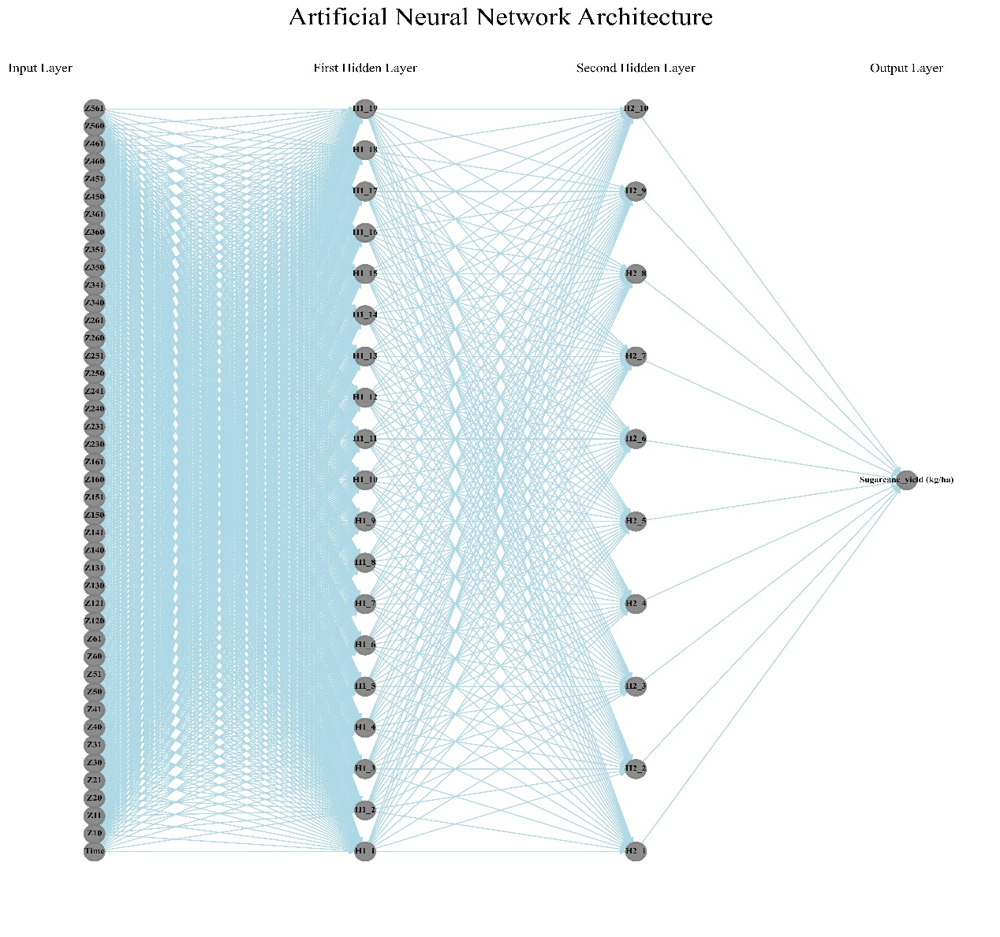 Artificial Neural Network Architecture
Input Layer
First Hidden Layer
Second Hidden Layer
Output Layer
Z561
Z560
Z461
Z460
Z451
Z450
Z361
Z360
Z351
Z350
Z341
Z340
Z261
Z260
Z251
Z250
Z241
Z240
Z231
Z230
Z161
Z160
Z151
Z150
Z141
Z140
Z131
Z130
Z121
Z120
Z61
Z60
Z51
Z50
Z41
Z40
Z31
Z30
Z21
Z20
Z11
Z10
Time
H1_19
H1_18
H1_17
H1_16
H1_15
H1_14
H1_13
H1_12
H1_11
H1_10
H1_9
H1_8
H1_7
H1_6
H1_5
H1_4
H1_3
H1_2
H1_1
H2_10
H2_9
H2_8
H2_7
H2_6
H2_5
H2_4
H2_3
H2_2
H2_1
Sugarcane_yield (kg/ha)